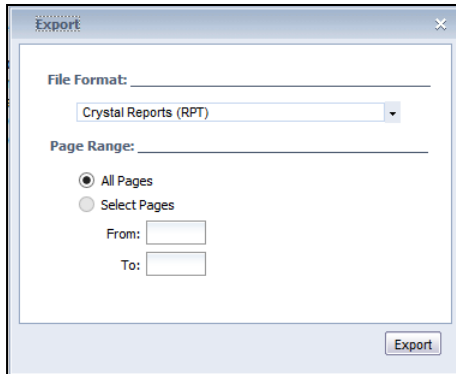 Export
File Format:
Crystal Reports (RPT)
Page Range:
All Pages
Select Pages
From:
To:
Export